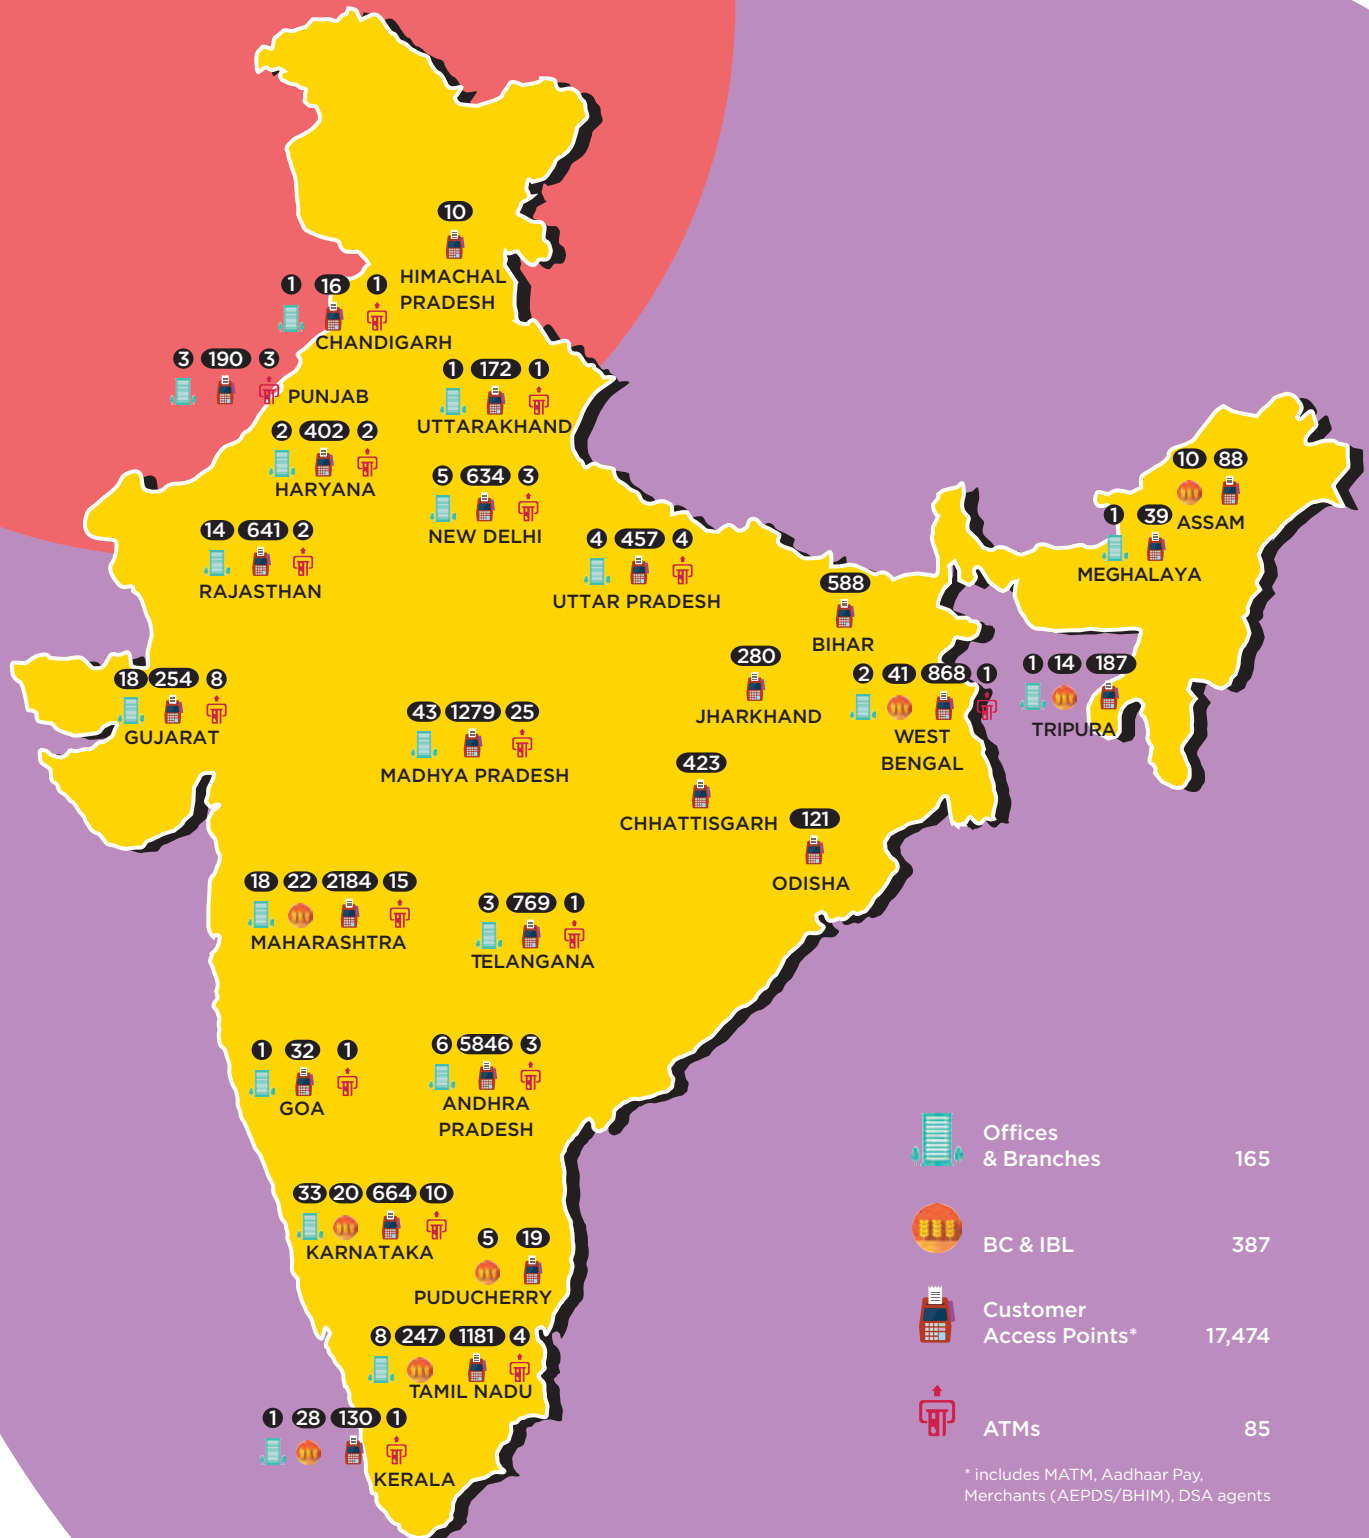 10
HIMACHAL
PRADESH
1 16 1
CHANDIGARH
3 190 3
PUNJAB
1 172 1
UTTARAKHAND
2 402 2
HARYANA
5 634 3
NEW DELHI
10 88
ASSAM
1 39
MEGHALAYA
14 641 2
RAJASTHAN
4 457 4
UTTAR PRADESH
588
BIHAR
280
JHARKHAND
2 41 868 1
WEST
BENGAL
1 14 187
TRIPURA
18 254 8
GUJARAT
43 1279 25
MADHYA PRADESH
423
CHHATTISGARH
121
ODISHA
18 22 2184 15
MAHARASHTRA
3 769 1
TELANGANA
1 32 1
GOA
6 5846 3
ANDHRA
PRADESH
33 20 664 10
KARNATAKA
5 19
PUDUCHERRY
8 247 1181 4
TAMIL NADU
1 28 130 1
KERALA
Offices
& Branches 165
BC & IBL 387
Customer
Access Points* 17,474
ATMs 85
* includes MATM, Aadhaar Pay,
Merchants (AEPDS/BHIM), DSA agents